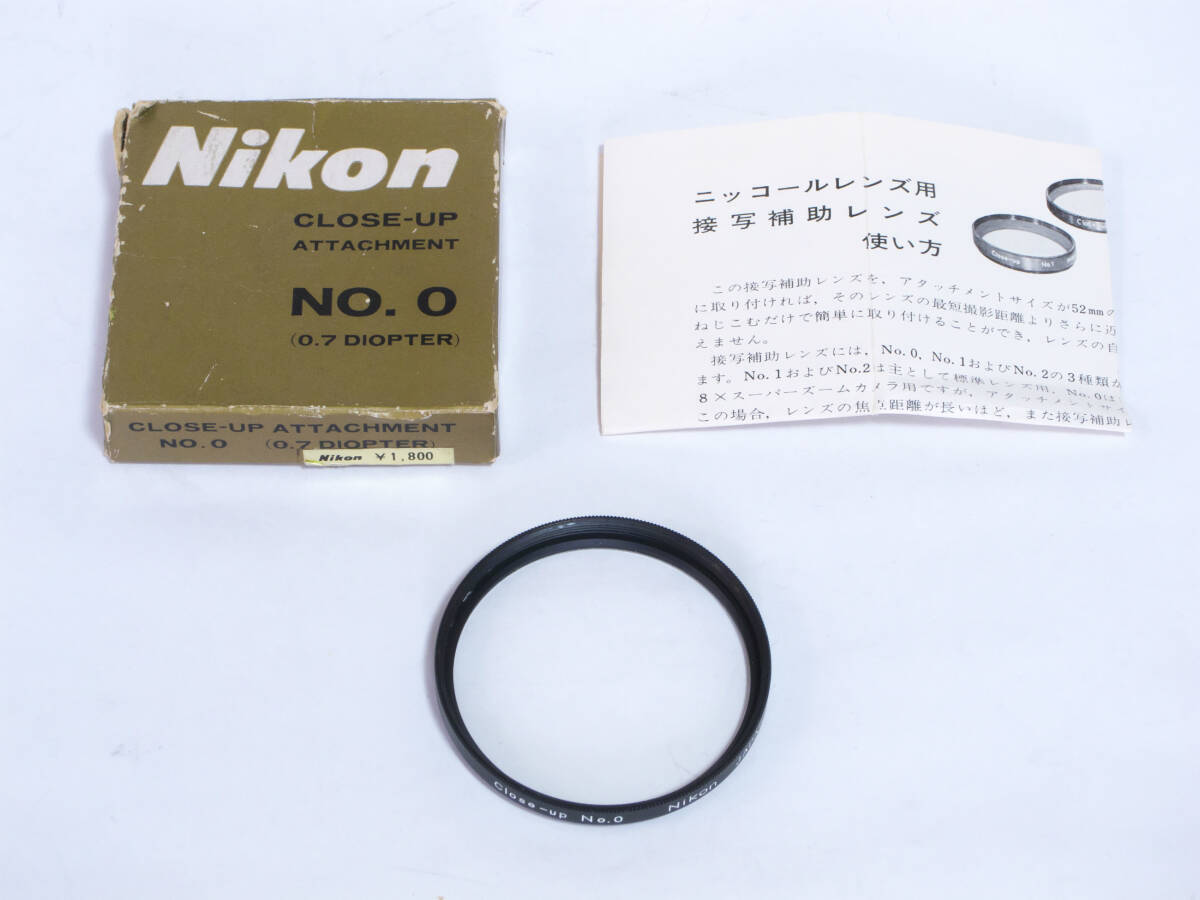 Nikon
CLOSE-UP
ATTACHMENT
NO. 0
(0.7 DIOPTER)
CLOSE-UP ATTACHMENT
NO. 0 (0.7 DIOPTER)
Nikon ¥1,800
ニッコールレンズ用
接写補助レンズ
使い方
Close-up No1
この接写補助レンズを，アタッチメントサイズが52mmの
に取り付ければ，そのレンズの最短撮影距離よりさらに近
ねじこむだけで簡単に取り付けることができ，レンズの自
えません。
接写補助レンズには，No.0, No.1およびNo.2の3種類が
ます。No.1およびNo.2は主として標準レンズ用，No.0は
8×スーパーズームカメラ用ですが，アタッチメントサイ
この場合，レンズの焦点距離が長いほど，また接写補助レ
Close-up No.0 Nikon Japan